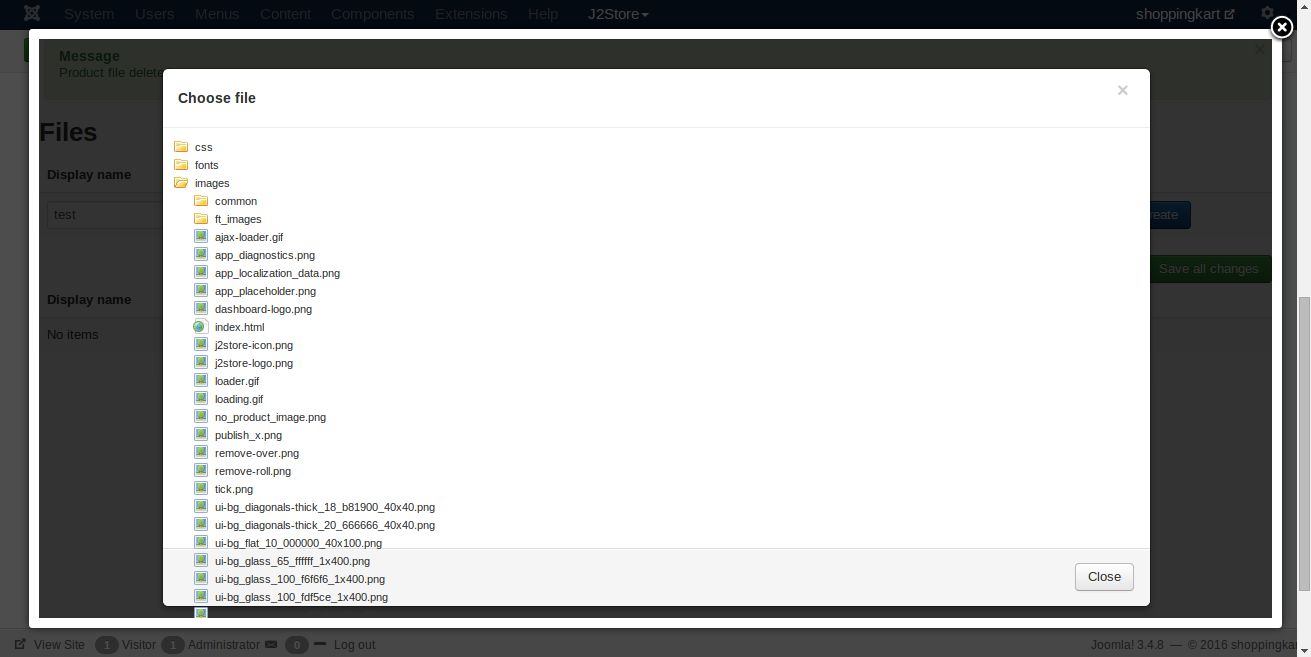 System Users Menus Content Components Extensions Help J2Store shoppingkart
Message
Product file delete
Choose file
×
Files
Display name
test
reate
Save all changes
Display name
No items
css
fonts
images
common
ft_images
ajax-loader.gif
app_diagnostics.png
app_localization_data.png
app_placeholder.png
dashboard-logo.png
index.html
j2store-icon.png
j2store-logo.png
loader.gif
loading.gif
no_product_image.png
publish_x.png
remove-over.png
remove-roll.png
tick.png
ui-bg_diagonals-thick_18_b81900_40x40.png
ui-bg_diagonals-thick_20_666666_40x40.png
ui-bg_flat_10_000000_40x100.png
ui-bg_glass_65_ffffff_1x400.png
ui-bg_glass_100_f6f6f6_1x400.png
ui-bg_glass_100_fdf5ce_1x400.png
Close
View Site 1 Visitor 1 Administrator 0 Log out Joomla! 3.4.8 — © 2016 shoppingka